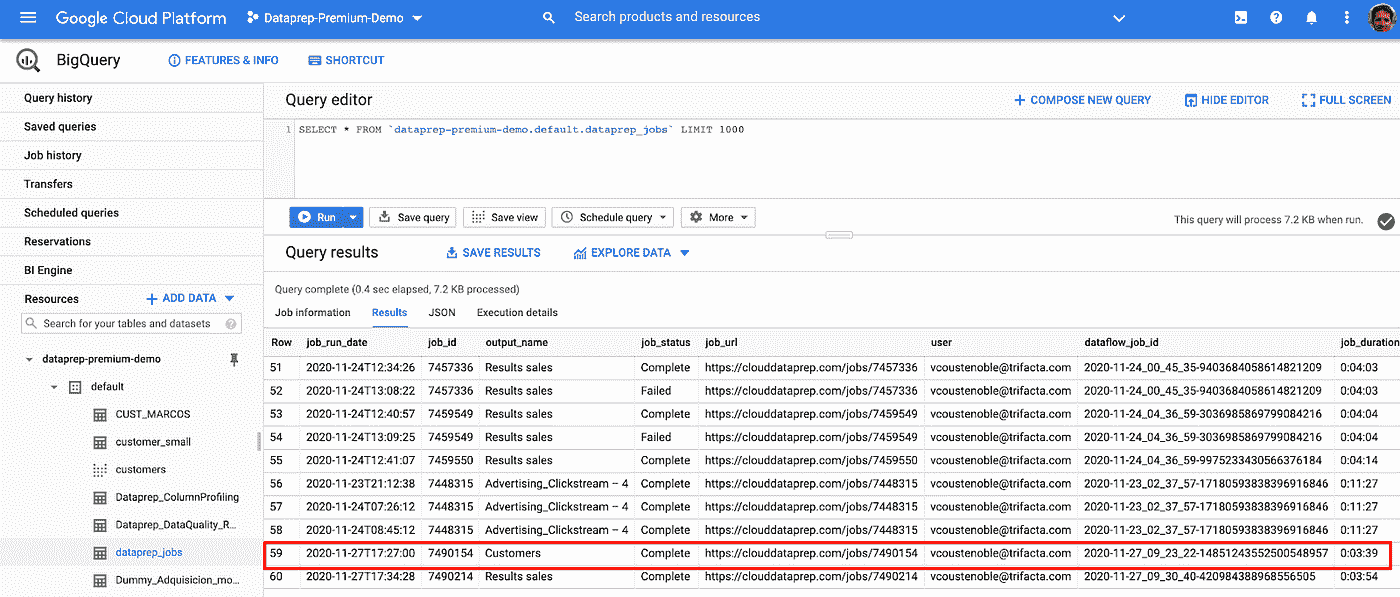 Google Cloud Platform Dataprep-Premium-Demo Search products and resources
BigQuery FEATURES & INFO SHORTCUT
Query history
Saved queries
Job history
Transfers
Scheduled queries
Reservations
BI Engine
Resources + ADD DATA
Search for your tables and datasets
dataprep-premium-demo
default
CUST_MARCOS
customer_small
customers
Dataprep_ColumnProfiling
Dataprep_DataQuality_R...
dataprep_jobs
Dummy_Adquisicion_mo...
Query editor + COMPOSE NEW QUERY HIDE EDITOR FULL SCREEN
1 SELECT * FROM `dataprep-premium-demo.default.dataprep_jobs` LIMIT 1000
Run Save query Save view Schedule query More This query will process 7.2 KB when run.
Query results SAVE RESULTS EXPLORE DATA
Query complete (0.4 sec elapsed, 7.2 KB processed)
Job information Results JSON Execution details
Row job_run_date job_id output_name job_status job_url user dataflow_job_id job_duration
51 2020-11-24T12:34:26 7457336 Results sales Complete https://clouddataprep.com/jobs/7457336 vcoustenoble@trifacta.com 2020-11-24_00_45_35-9403684058614821209 0:04:03
52 2020-11-24T13:08:22 7457336 Results sales Failed https://clouddataprep.com/jobs/7457336 vcoustenoble@trifacta.com 2020-11-24_00_45_35-9403684058614821209 0:04:03
53 2020-11-24T12:40:57 7459549 Results sales Complete https://clouddataprep.com/jobs/7459549 vcoustenoble@trifacta.com 2020-11-24_04_36_59-3036985869799084216 0:04:04
54 2020-11-24T13:09:25 7459549 Results sales Failed https://clouddataprep.com/jobs/7459549 vcoustenoble@trifacta.com 2020-11-24_04_36_59-3036985869799084216 0:04:04
55 2020-11-24T12:41:07 7459550 Results sales Complete https://clouddataprep.com/jobs/7459550 vcoustenoble@trifacta.com 2020-11-24_04_36_59-9975233430566376184 0:04:14
56 2020-11-23T21:12:38 7448315 Advertising_Clickstream – 4 Complete https://clouddataprep.com/jobs/7448315 vcoustenoble@trifacta.com 2020-11-23_02_37_57-17180593838396916846 0:11:27
57 2020-11-24T07:26:12 7448315 Advertising_Clickstream – 4 Complete https://clouddataprep.com/jobs/7448315 vcoustenoble@trifacta.com 2020-11-23_02_37_57-17180593838396916846 0:11:27
58 2020-11-24T08:45:12 7448315 Advertising_Clickstream – 4 Complete https://clouddataprep.com/jobs/7448315 vcoustenoble@trifacta.com 2020-11-23_02_37_57-17180593838396916846 0:11:27
59 2020-11-27T17:27:00 7490154 Customers Complete https://clouddataprep.com/jobs/7490154 vcoustenoble@trifacta.com 2020-11-27_09_23_22-14851243552500548957 0:03:39
60 2020-11-27T17:34:28 7490214 Results sales Complete https://clouddataprep.com/jobs/7490214 vcoustenoble@trifacta.com 2020-11-27_09_30_40-420984388968556505 0:03:54